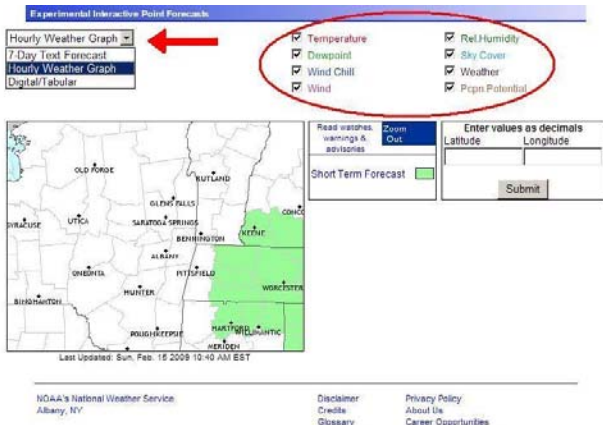 Experimental Interactive Point Forecasts
Hourly Weather Graph
7-Day Text Forecast
Hourly Weather Graph
Digital/Tabular
Temperature
Rel.Humidity
Dewpoint
Sky Cover
Wind Chill
Weather
Wind
Pcpn.Potential
Read watches, warnings & advisories
Zoom Out
Short Term Forecast
Enter values as decimals
Latitude Longitude
Submit
OLD FORGE
RUTLAND
GLENS FALLS
CONCO
SYRACUSE
UTICA
SARATOGA SPRINGS
KEENE
BENNINGTON
ALBANY
ONEONTA
PITTSFIELD
WORCESTER
HUNTER
BINGHAMTON
POUGHKEEPSIE
HARTFORD
WILLIMANTIC
MERIDEN
Last Updated: Sun, Feb. 15 2009 10:40 AM EST
NOAA's National Weather Service
Albany, NY
Disclaimer
Credits
Glossary
Privacy Policy
About Us
Career Opportunities